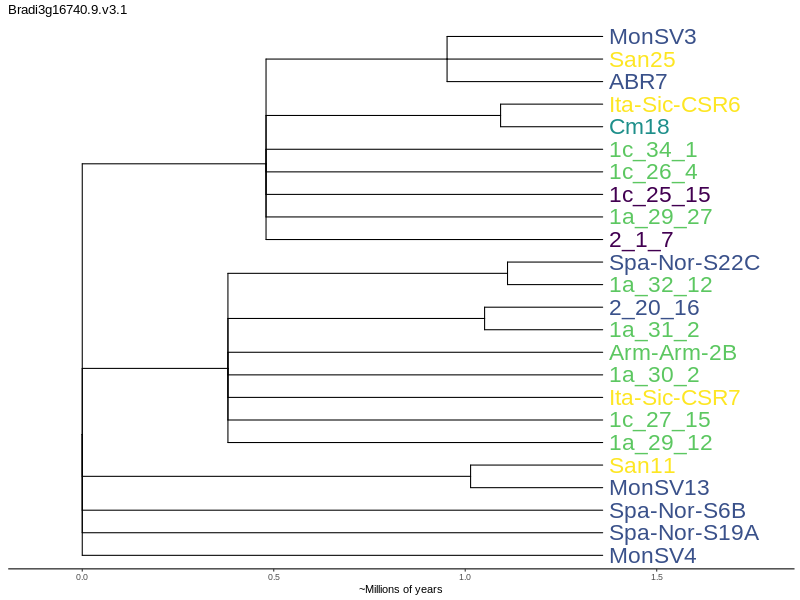 Bradi3g16740.9.v3.1
MonSV3
San25
ABR7
Ita-Sic-CSR6
Cm18
1c_34_1
1c_26_4
1c_25_15
1a_29_27
2_1_7
Spa-Nor-S22C
1a_32_12
2_20_16
1a_31_2
Arm-Arm-2B
1a_30_2
Ita-Sic-CSR7
1c_27_15
1a_29_12
San11
MonSV13
Spa-Nor-S6B
Spa-Nor-S19A
MonSV4
0.0 0.5 1.0 1.5
~Millions of years